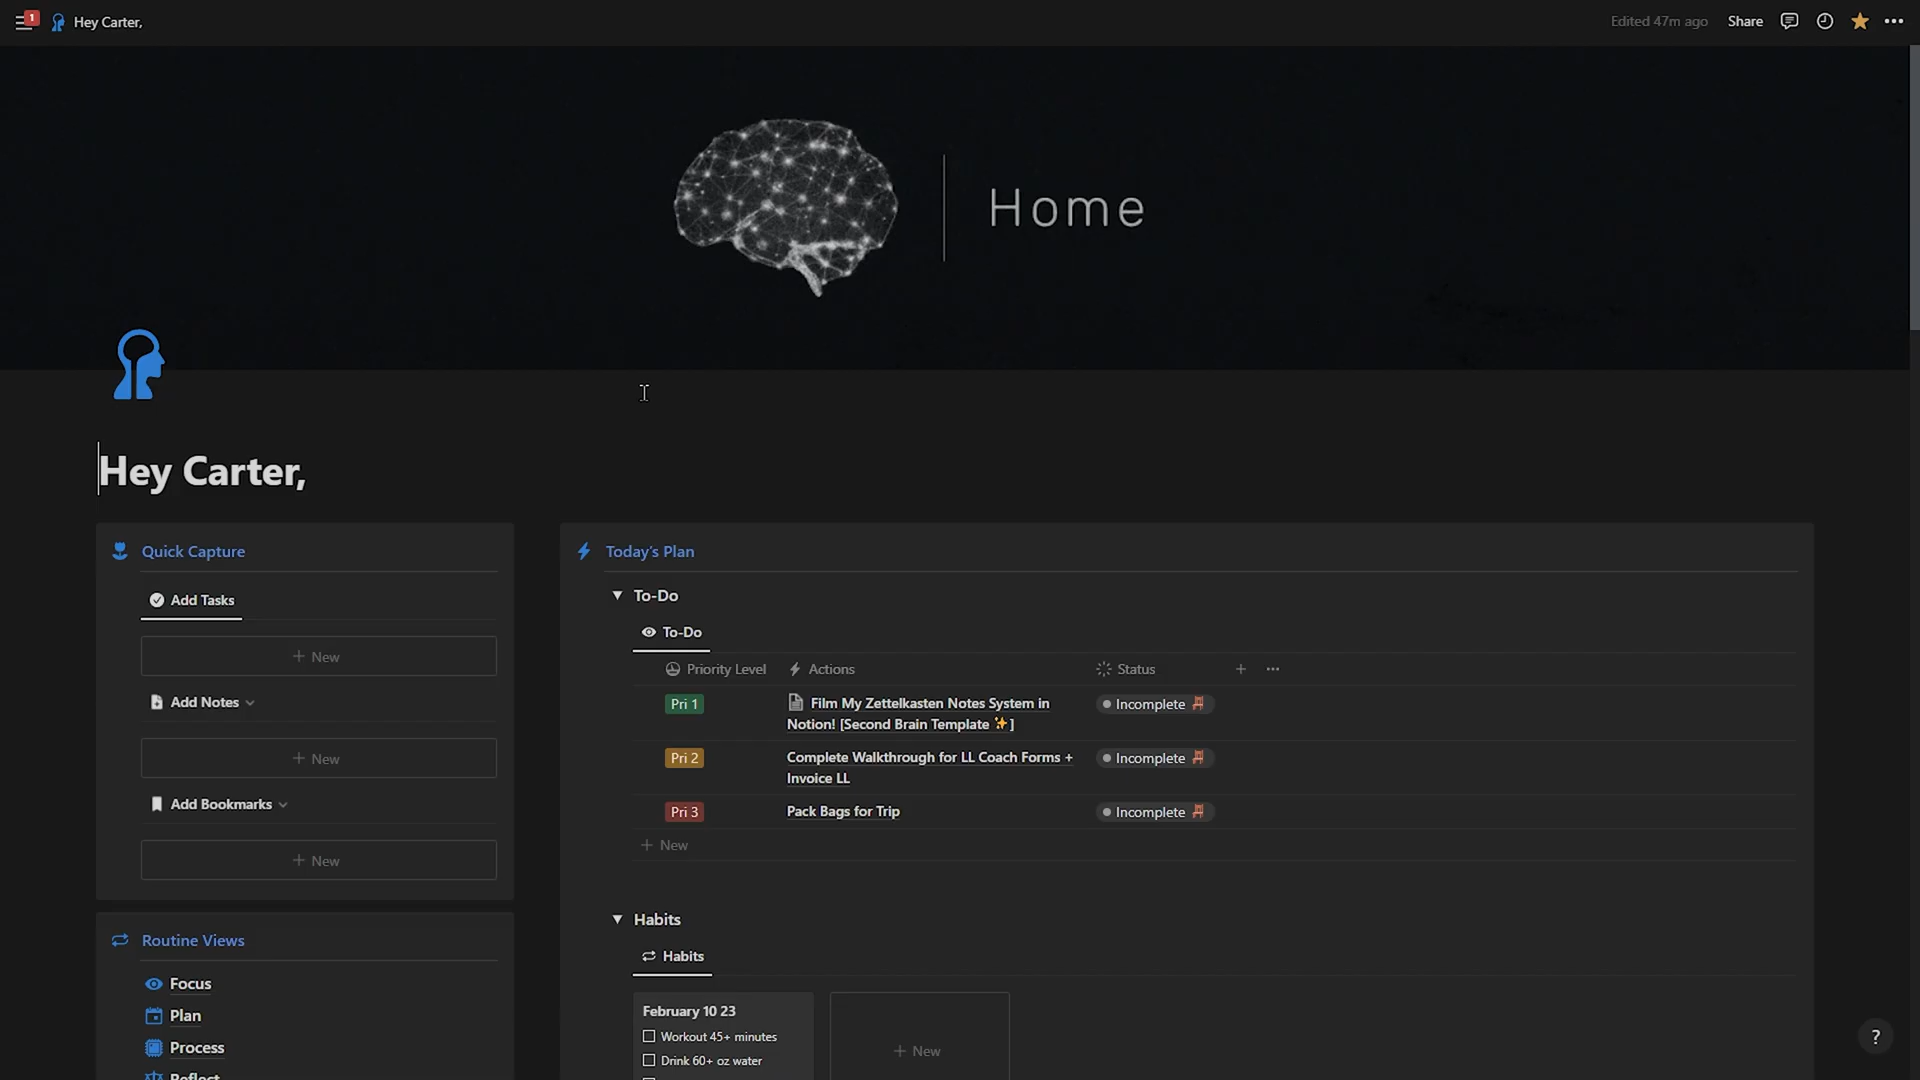 1
Hey Carter,
Edited 47m ago
Share
Home
Hey Carter,
Quick Capture
Add Tasks
+ New
Add Notes
+ New
Add Bookmarks
+ New
Routine Views
Focus
Plan
Process
Reflect
Today's Plan
To-Do
To-Do
Priority Level Actions Status
Pri 1 Film My Zettelkasten Notes System in Incomplete
Notion! [Second Brain Template ✨]
Pri 2 Complete Walkthrough for LL Coach Forms + Incomplete
Invoice LL
Pri 3 Pack Bags for Trip Incomplete
+ New
Habits
Habits
February 10 23
Workout 45+ minutes
Drink 60+ oz water
+ New
?